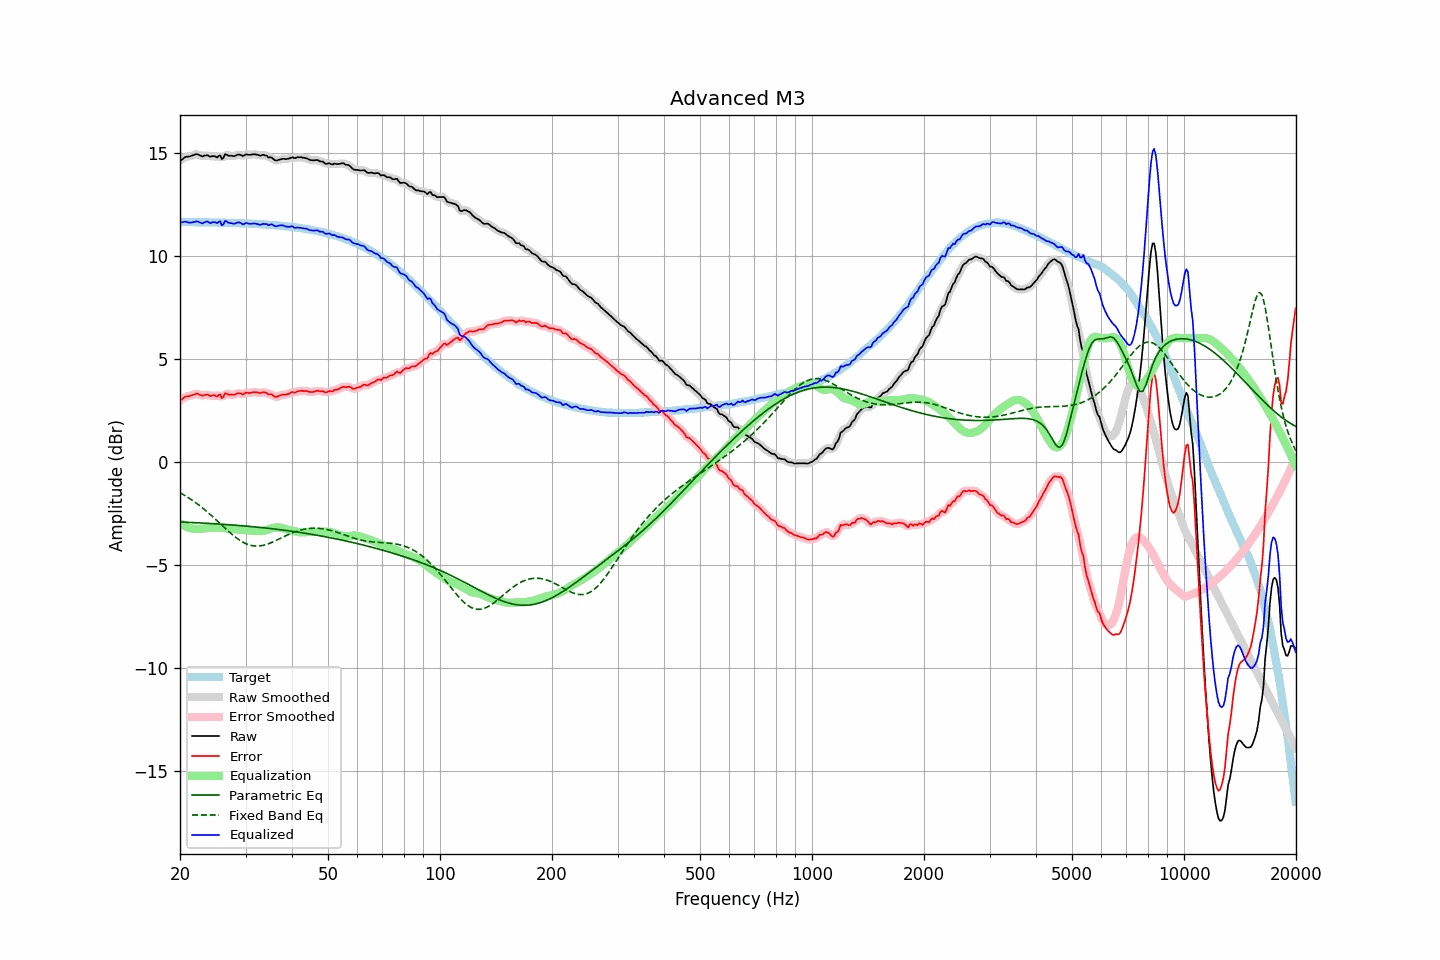 Advanced M3
15
10
5
0
−5
−10
−15
Amplitude (dBr)
Target
Raw Smoothed
Error Smoothed
Raw
Error
Equalization
Parametric Eq
Fixed Band Eq
Equalized
20 50 100 200 500 1000 2000 5000 10000 20000
Frequency (Hz)